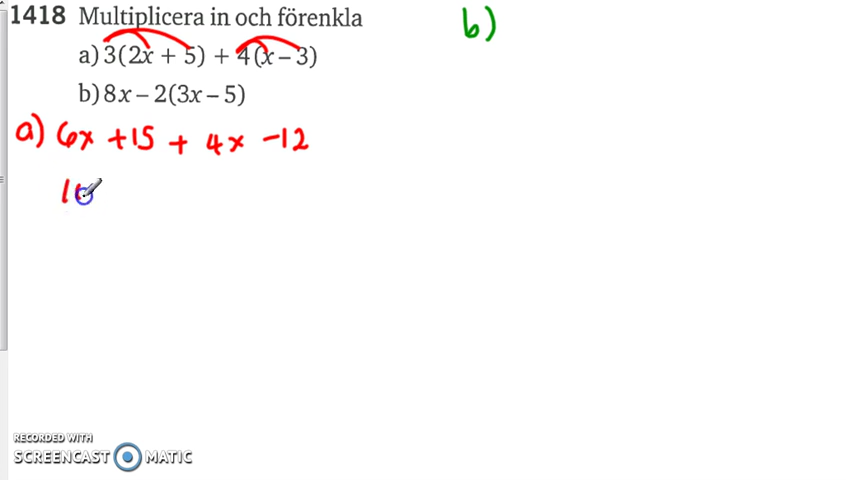 1418 Multiplicera in och förenkla
a) 3(2x + 5) + 4(x – 3)
b) 8x – 2(3x – 5)
a) 6x +15 + 4x -12
b)
RECORDED WITH
SCREENCAST MATIC